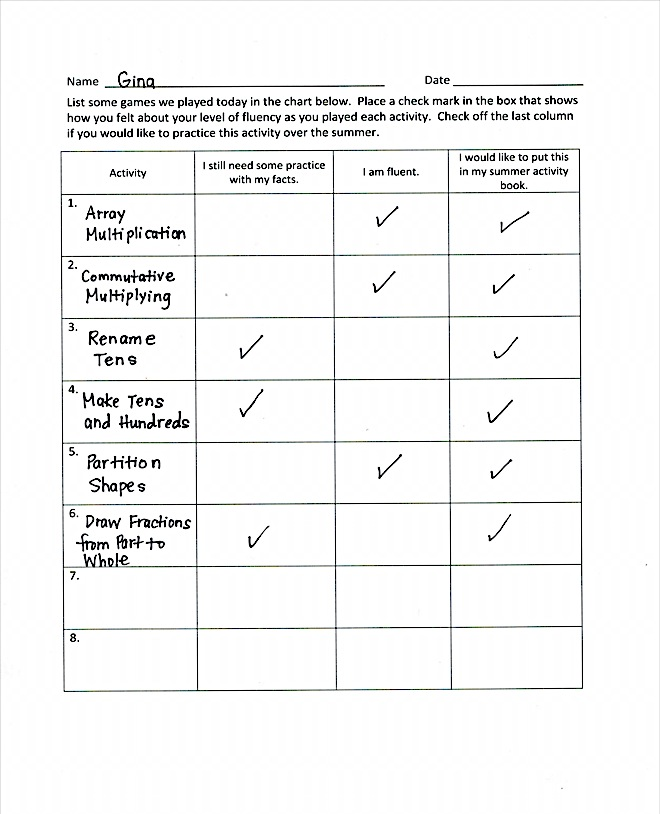 Name Gina Date
List some games we played today in the chart below. Place a check mark in the box that shows
how you felt about your level of fluency as you played each activity. Check off the last column
if you would like to practice this activity over the summer.
Activity
I still need some practice
with my facts.
I am fluent.
I would like to put this
in my summer activity
book.
1. Array
Multiplication
✓ ✓
2. Commutative
Multiplying
✓ ✓
3. Rename
Tens
✓ ✓
4. Make Tens
and Hundreds
✓ ✓
5. Partition
Shapes
✓ ✓
6. Draw Fractions
from Part to
Whole
✓ ✓
7.
8.